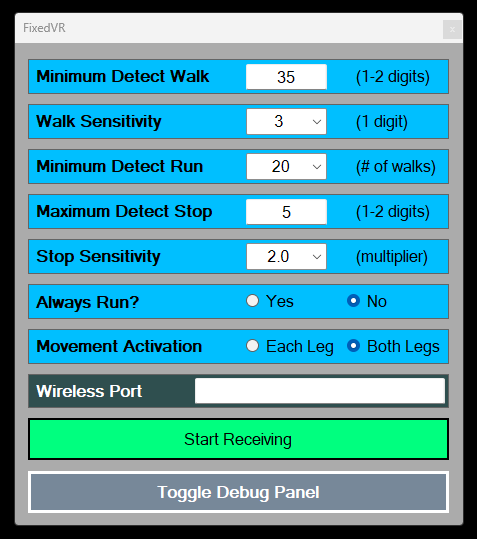 FixedVR x
Minimum Detect Walk 35 (1-2 digits)
Walk Sensitivity 3 (1 digit)
Minimum Detect Run 20 (# of walks)
Maximum Detect Stop 5 (1-2 digits)
Stop Sensitivity 2.0 (multiplier)
Always Run? Yes No
Movement Activation Each Leg Both Legs
Wireless Port
Start Receiving
Toggle Debug Panel